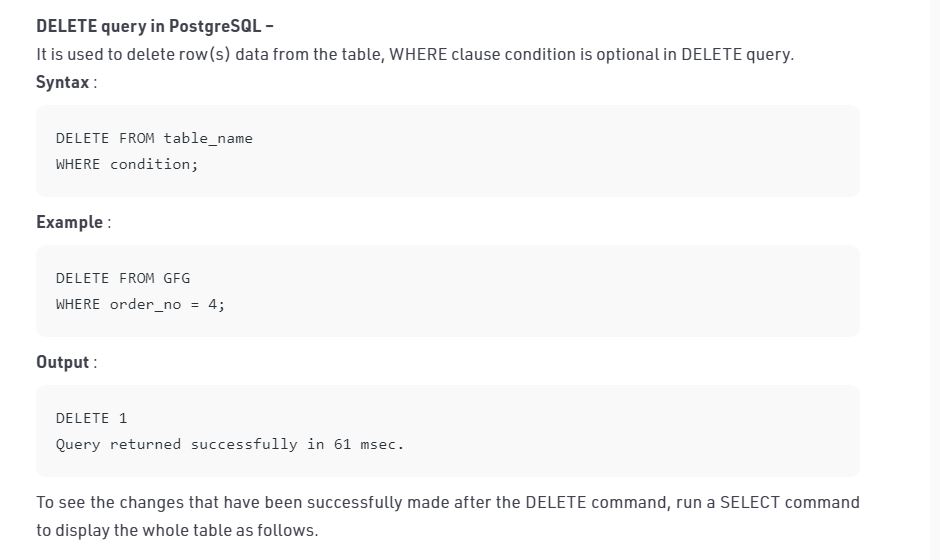 DELETE query in PostgreSQL –
It is used to delete row(s) data from the table, WHERE clause condition is optional in DELETE query.
Syntax :
DELETE FROM table_name
WHERE condition;
Example :
DELETE FROM GFG
WHERE order_no = 4;
Output :
DELETE 1
Query returned successfully in 61 msec.
To see the changes that have been successfully made after the DELETE command, run a SELECT command
to display the whole table as follows.